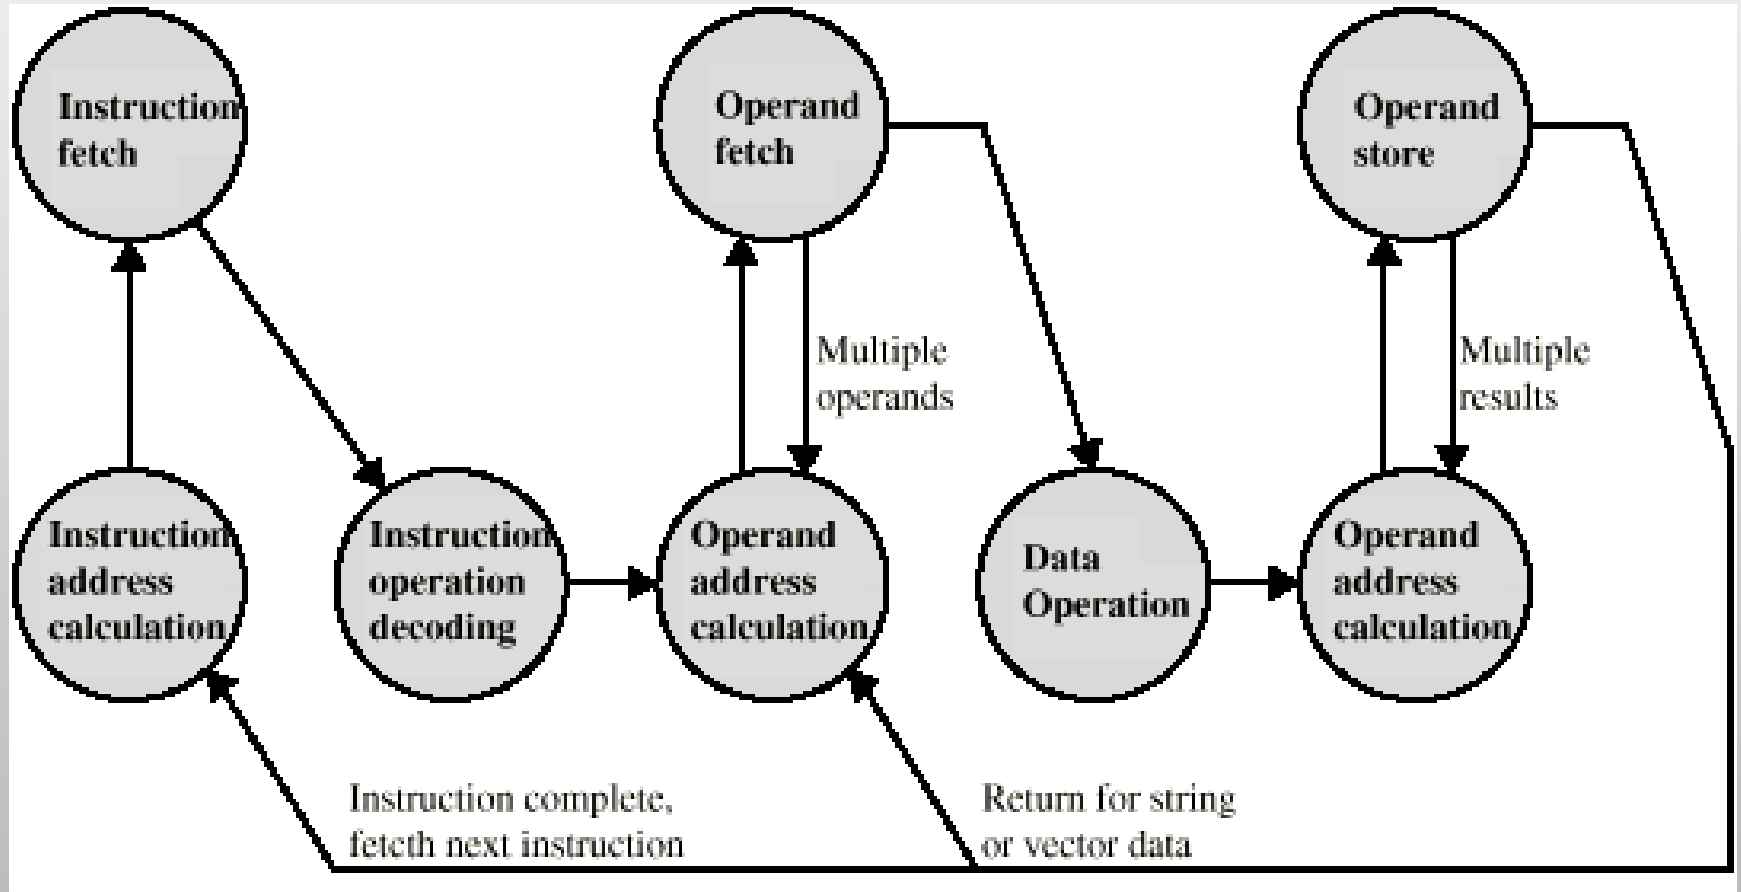 Instruction
fetch
Operand
fetch
Operand
store
Multiple
operands
Multiple
results
Instruction
address
calculation
Instruction
operation
decoding
Operand
address
calculation
Data
Operation
Operand
address
calculation
Instruction complete,
fetcth next instruction
Return for string
or vector data